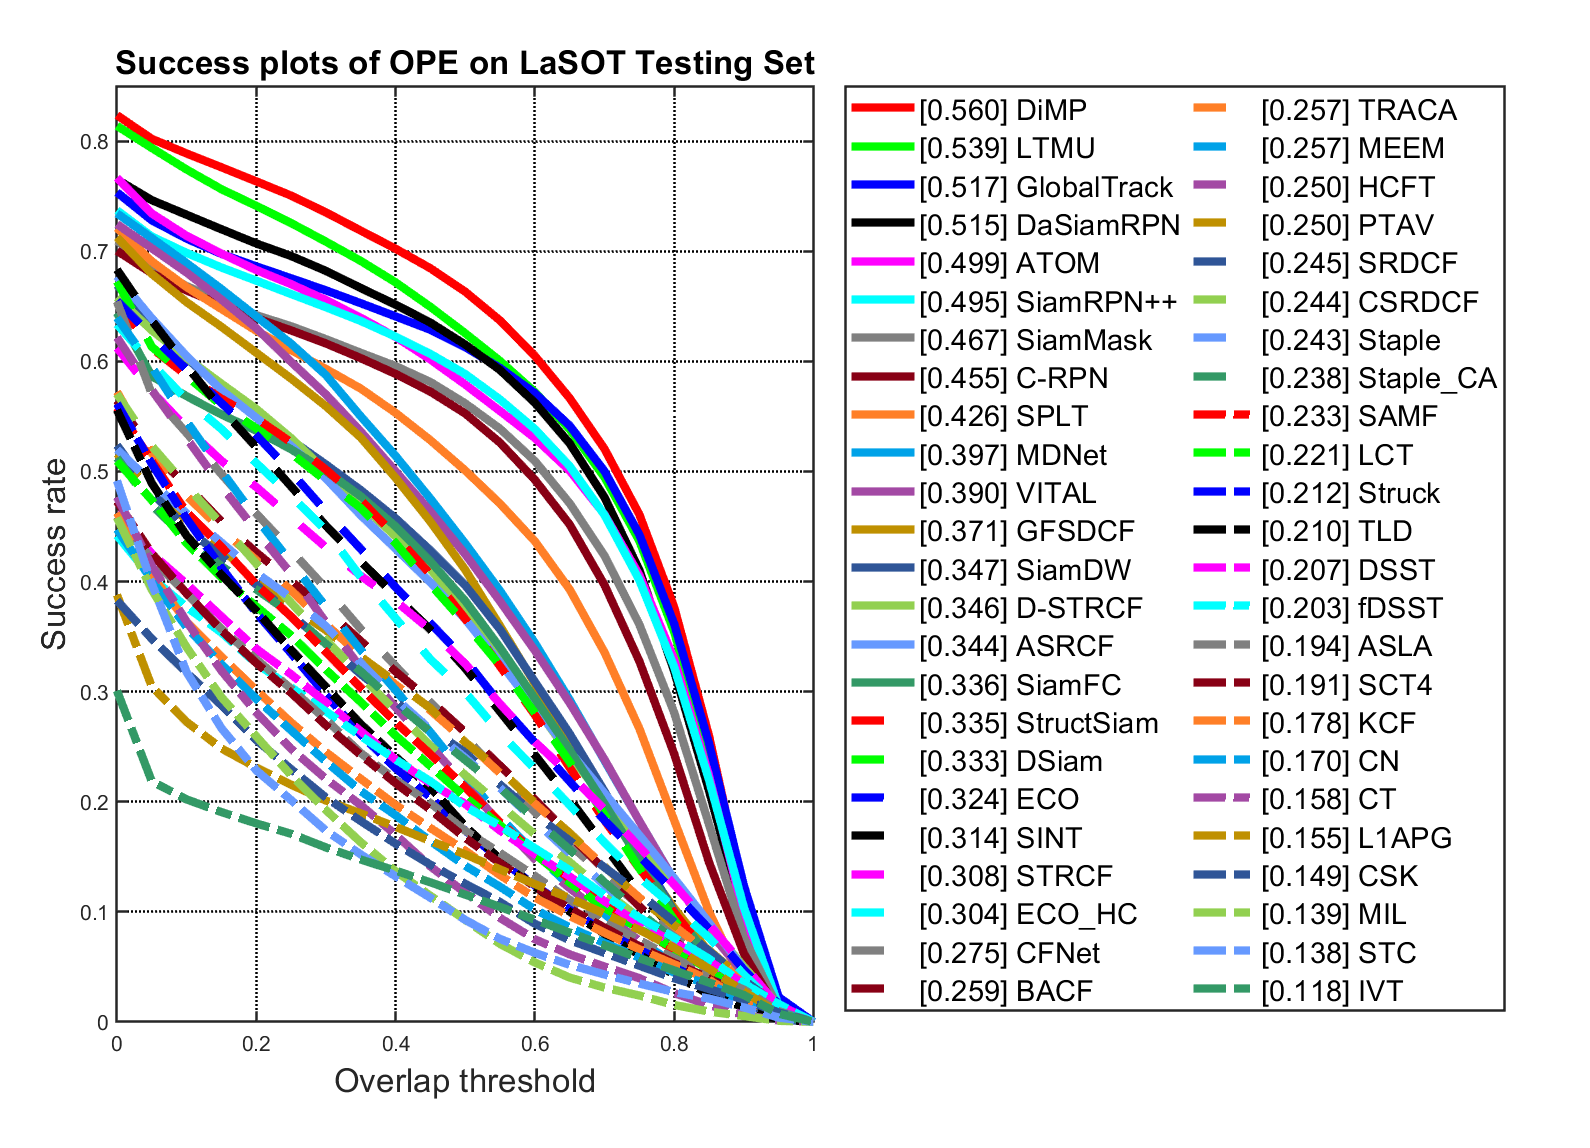 Success plots of OPE on LaSOT Testing Set
Success rate
0.8
0.7
0.6
0.5
0.4
0.3
0.2
0.1
0
0
0.2
0.4
0.6
0.8
1
Overlap threshold
[0.560] DiMP
[0.539] LTMU
[0.517] GlobalTrack
[0.515] DaSiamRPN
[0.499] ATOM
[0.495] SiamRPN++
[0.467] SiamMask
[0.455] C-RPN
[0.426] SPLT
[0.397] MDNet
[0.390] VITAL
[0.371] GFSDCF
[0.347] SiamDW
[0.346] D-STRCF
[0.344] ASRCF
[0.336] SiamFC
[0.335] StructSiam
[0.333] DSiam
[0.324] ECO
[0.314] SINT
[0.308] STRCF
[0.304] ECO_HC
[0.275] CFNet
[0.259] BACF
[0.257] TRACA
[0.257] MEEM
[0.250] HCFT
[0.250] PTAV
[0.245] SRDCF
[0.244] CSRDCF
[0.243] Staple
[0.238] Staple_CA
[0.233] SAMF
[0.221] LCT
[0.212] Struck
[0.210] TLD
[0.207] DSST
[0.203] fDSST
[0.194] ASLA
[0.191] SCT4
[0.178] KCF
[0.170] CN
[0.158] CT
[0.155] L1APG
[0.149] CSK
[0.139] MIL
[0.138] STC
[0.118] IVT